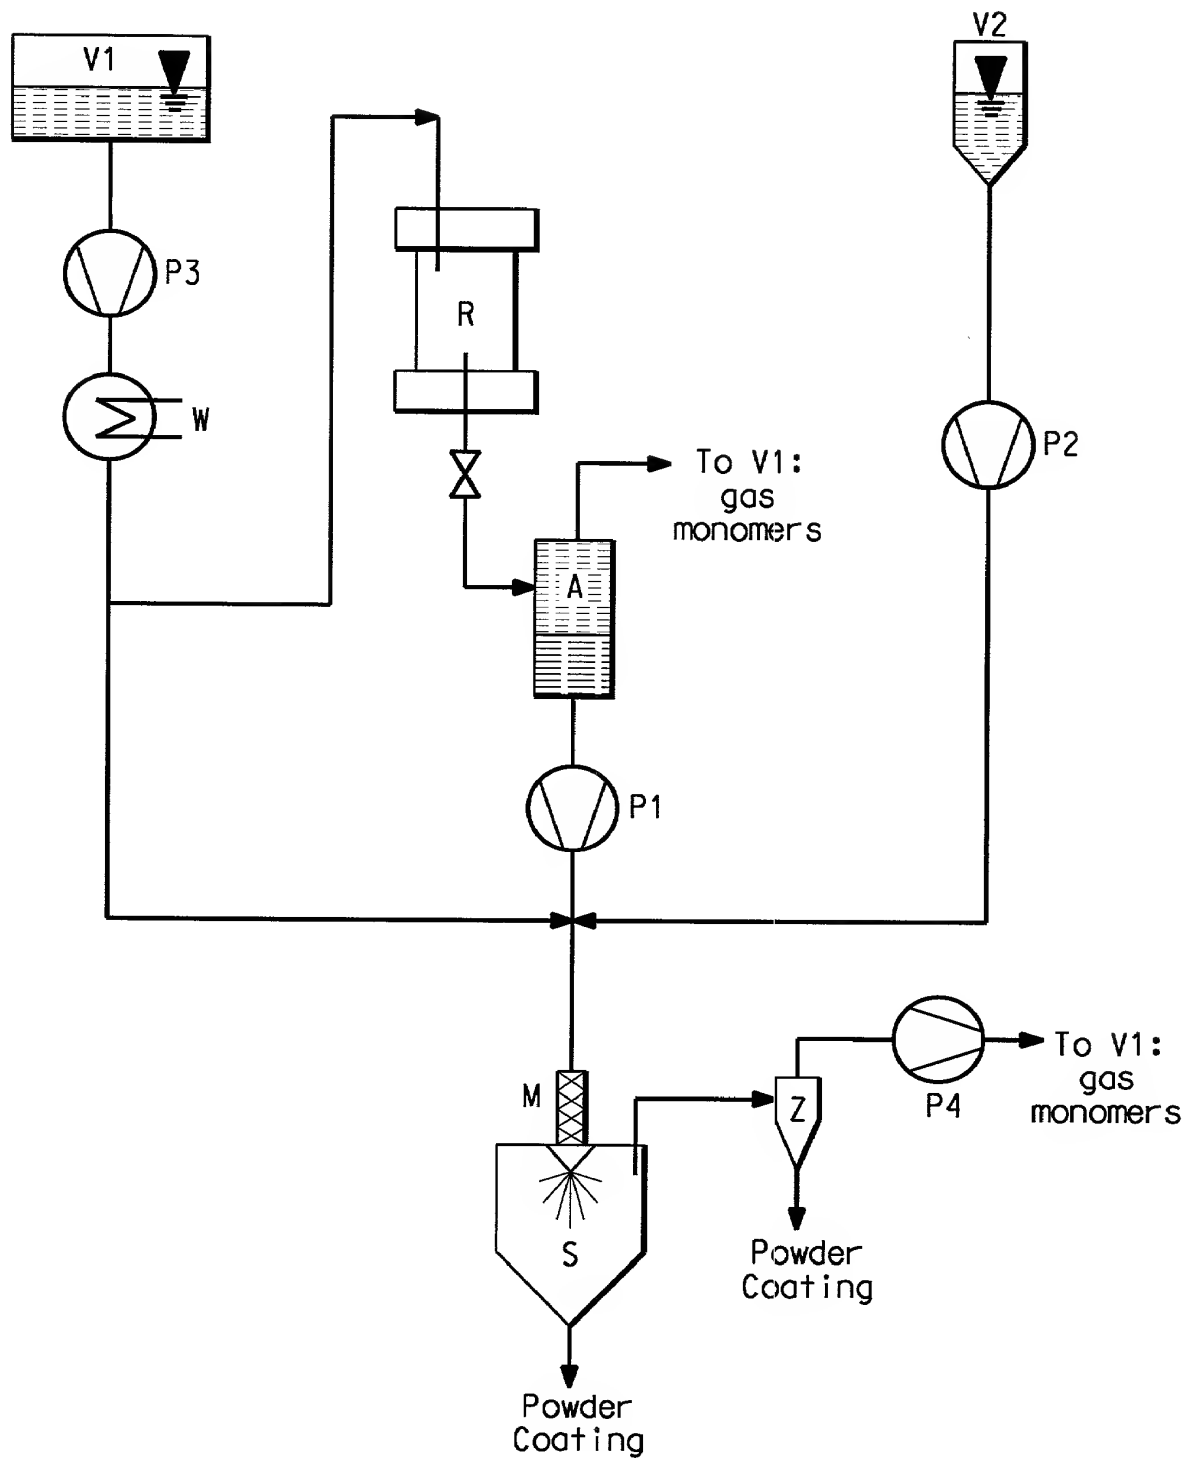 V1
V2
P3
R
W
P2
To V1:
gas
monomers
A
P1
M
Z
P4
To V1:
gas
monomers
S
Powder
Coating
Powder
Coating